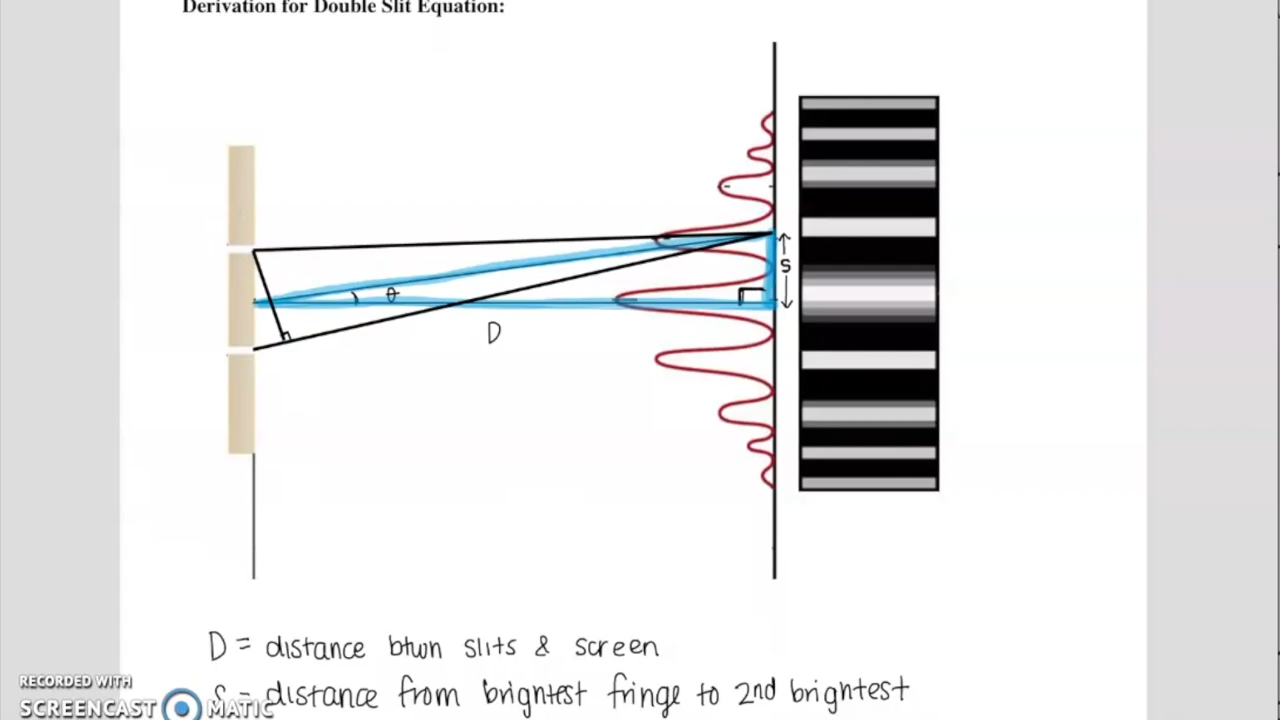 Derivation for Double Slit Equation:
S
θ
D
D = distance btwn slits & screen
S = distance from brightest fringe to 2nd brightest
RECORDED WITH
SCREENCAST MATIC